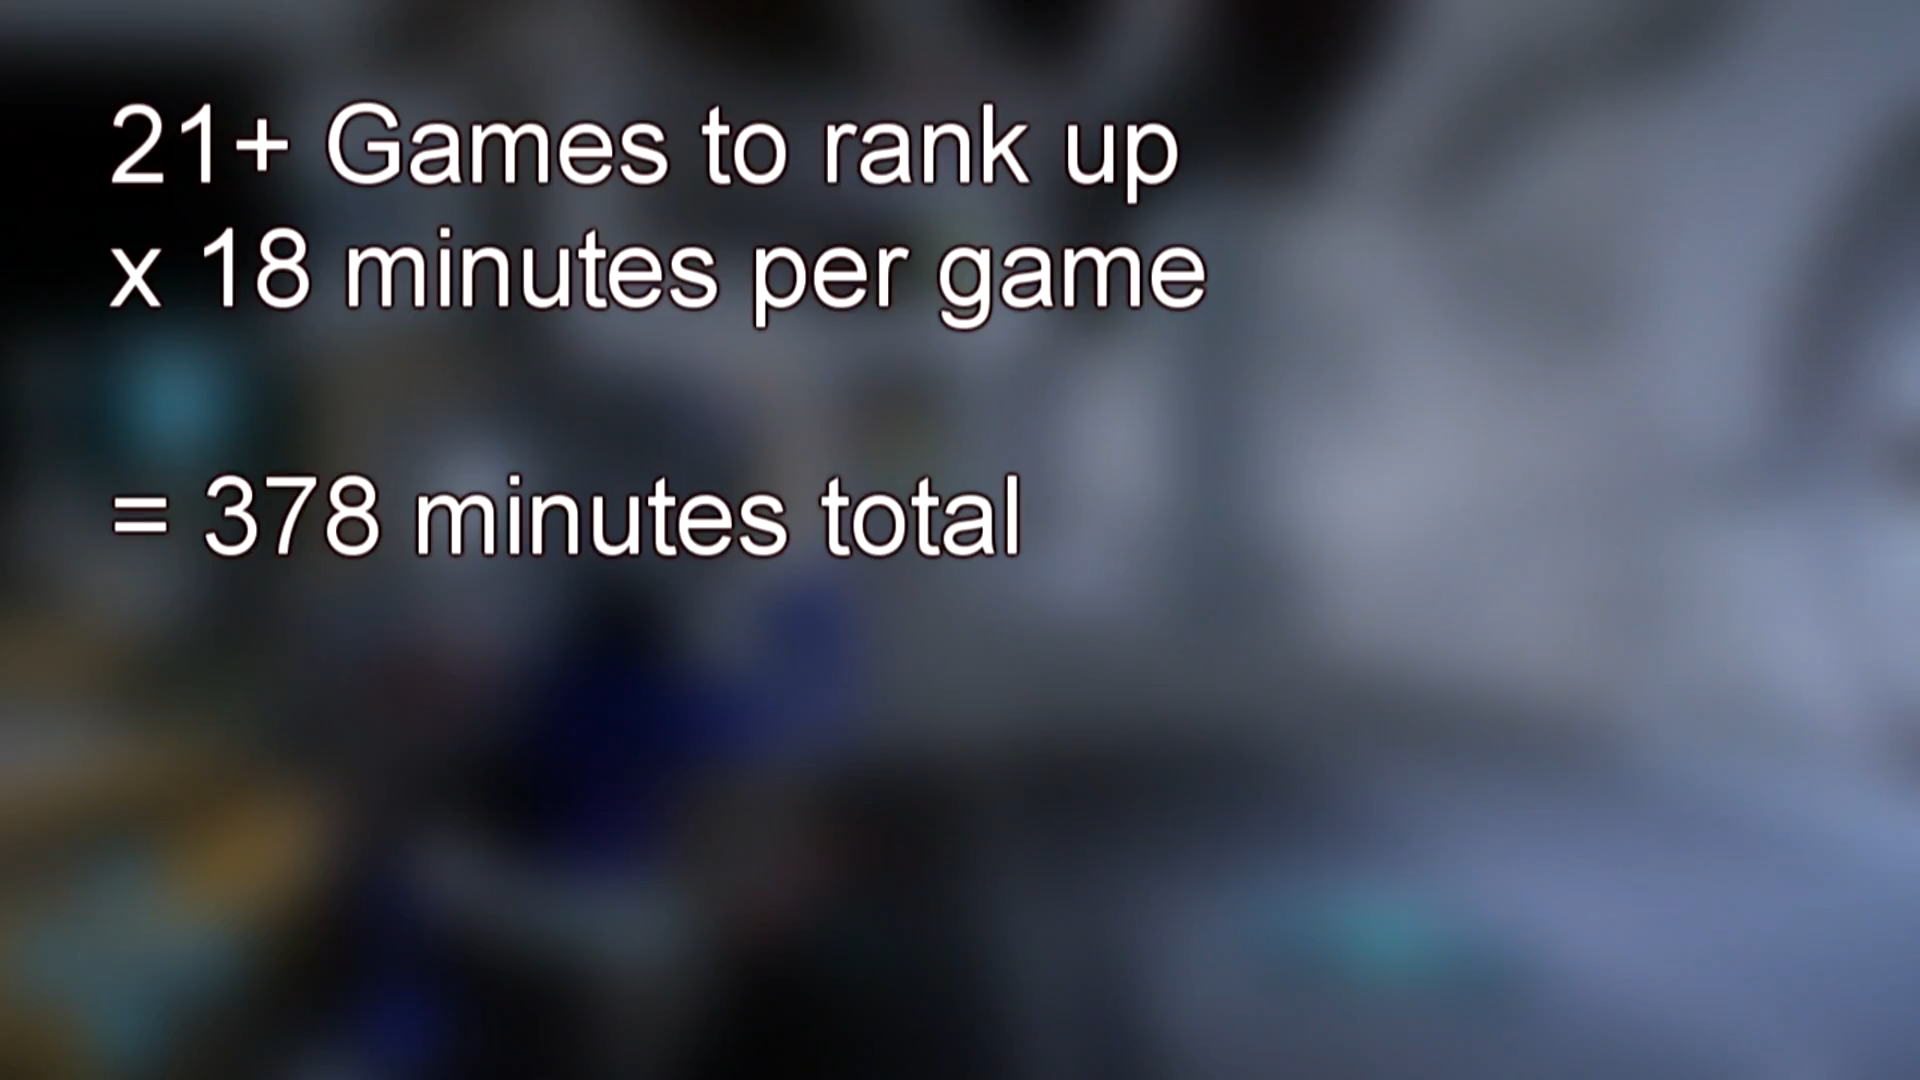 21+ Games to rank up
x 18 minutes per game
= 378 minutes total